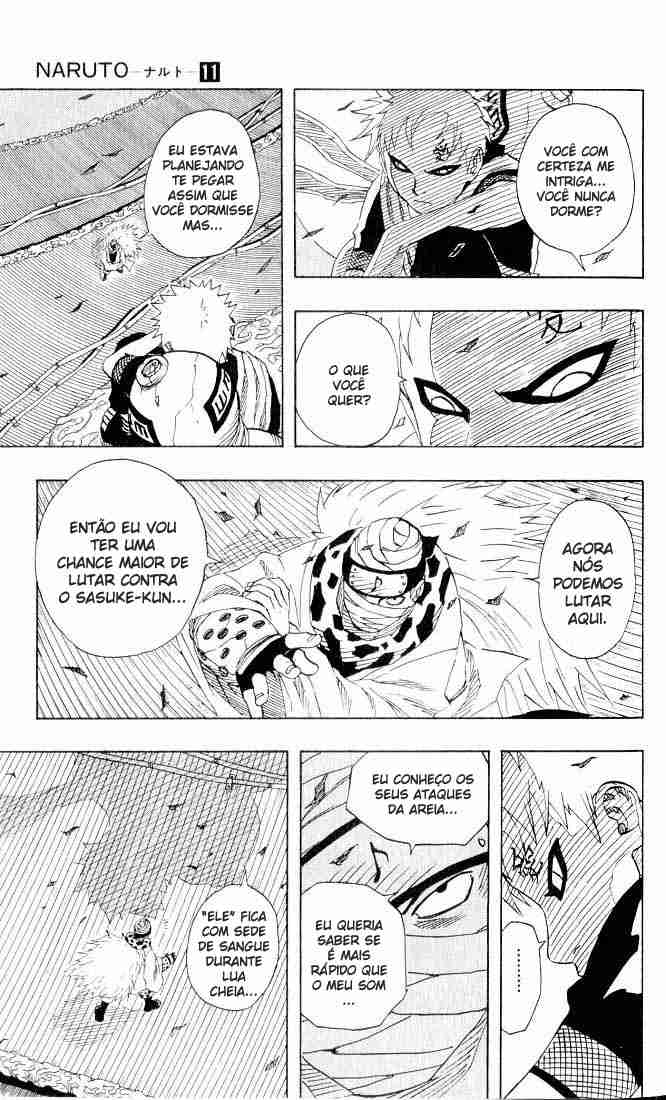 NARUTO —ナルト— 11
VOCÊ COM
CERTEZA ME
INTRIGA...
VOCÊ NUNCA
DORME?
EU ESTAVA
PLANEJANDO
TE PEGAR
ASSIM QUE
VOCÊ DORMISSE
MAS...
O QUE
VOCÊ
QUER?
AGORA
NÓS
PODEMOS
LUTAR
AQUI.
ENTÃO EU VOU
TER UMA
CHANCE MAIOR DE
LUTAR CONTRA
O SASUKE-KUN...
.........
EU CONHEÇO OS
SEUS ATAQUES
DA AREIA...
EU QUERIA
SABER SE
É MAIS
RÁPIDO QUE
O MEU SOM
...
"ELE" FICA
COM SEDE
DE SANGUE
DURANTE
LUA
CHEIA...